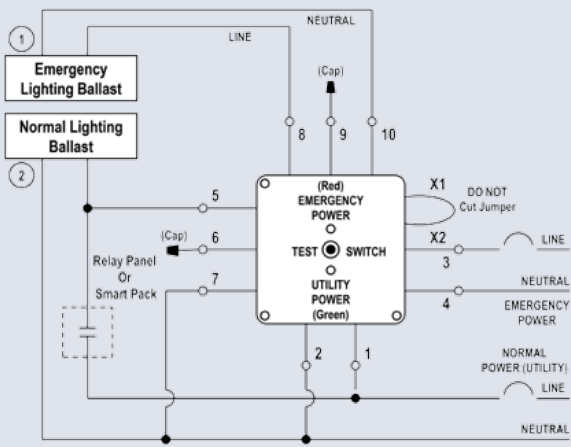 1
NEUTRAL
LINE
Emergency
Lighting Ballast
(Cap)
Normal Lighting
Ballast
8
9
10
2
(Red)
EMERGENCY
POWER
X1
DO NOT
Cut Jumper
5
(Cap)
6
TEST
SWITCH
X2
3
LINE
Relay Panel
Or
Smart Pack
7
UTILITY
POWER
(Green)
4
NEUTRAL
EMERGENCY
POWER
2
1
NORMAL
POWER (UTILITY)
LINE
NEUTRAL